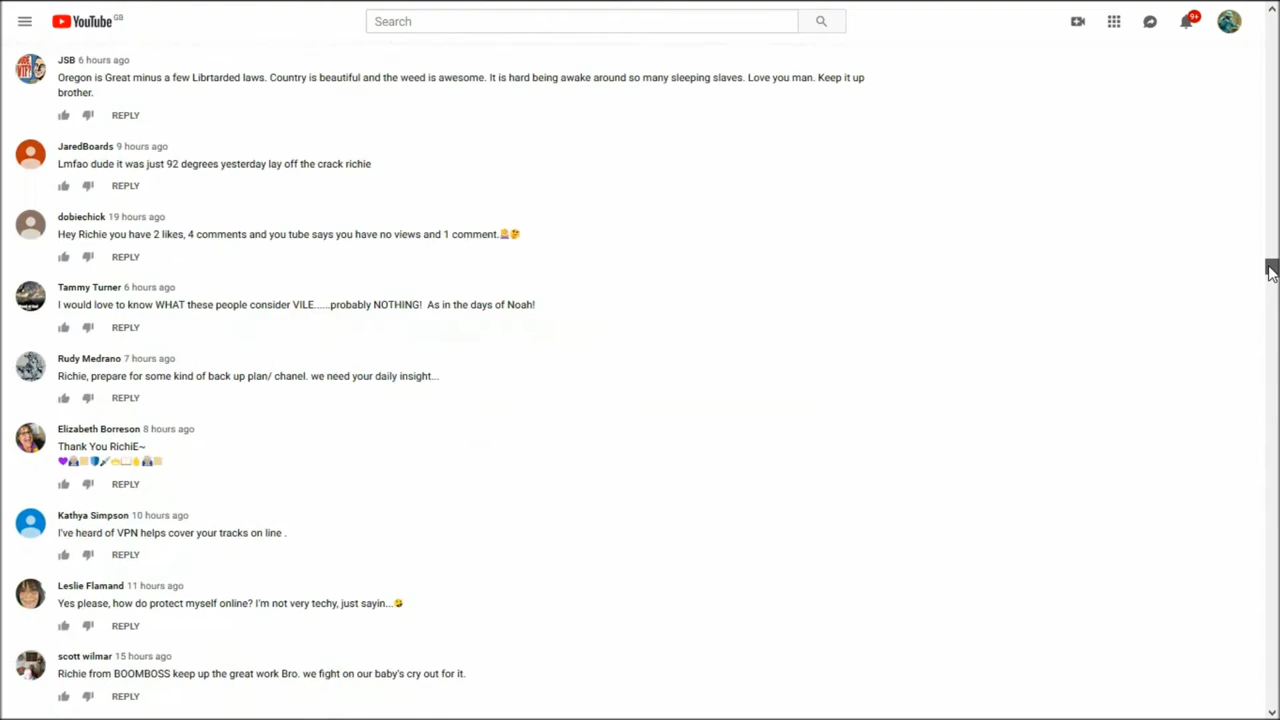 YouTube GB
Search
9+
JSB 6 hours ago
Oregon is Great minus a few Librtarded laws. Country is beautiful and the weed is awesome. It is hard being awake around so many sleeping slaves. Love you man. Keep it up
brother.
REPLY
JaredBoards 9 hours ago
Lmfao dude it was just 92 degrees yesterday lay off the crack richie
REPLY
dobiechick 19 hours ago
Hey Richie you have 2 likes, 4 comments and you tube says you have no views and 1 comment.🤷‍♀️🤔
REPLY
Tammy Turner 6 hours ago
I would love to know WHAT these people consider VILE.....probably NOTHING! As in the days of Noah!
REPLY
Rudy Medrano 7 hours ago
Richie, prepare for some kind of back up plan/ chanel. we need your daily insight...
REPLY
Elizabeth Borreson 8 hours ago
Thank You RichiE~
REPLY
Kathya Simpson 10 hours ago
I've heard of VPN helps cover your tracks on line .
REPLY
Leslie Flamand 11 hours ago
Yes please, how do protect myself online? I'm not very techy, just sayin...🤣
REPLY
scott wilmar 15 hours ago
Richie from BOOMBOSS keep up the great work Bro. we fight on our baby's cry out for it.
REPLY